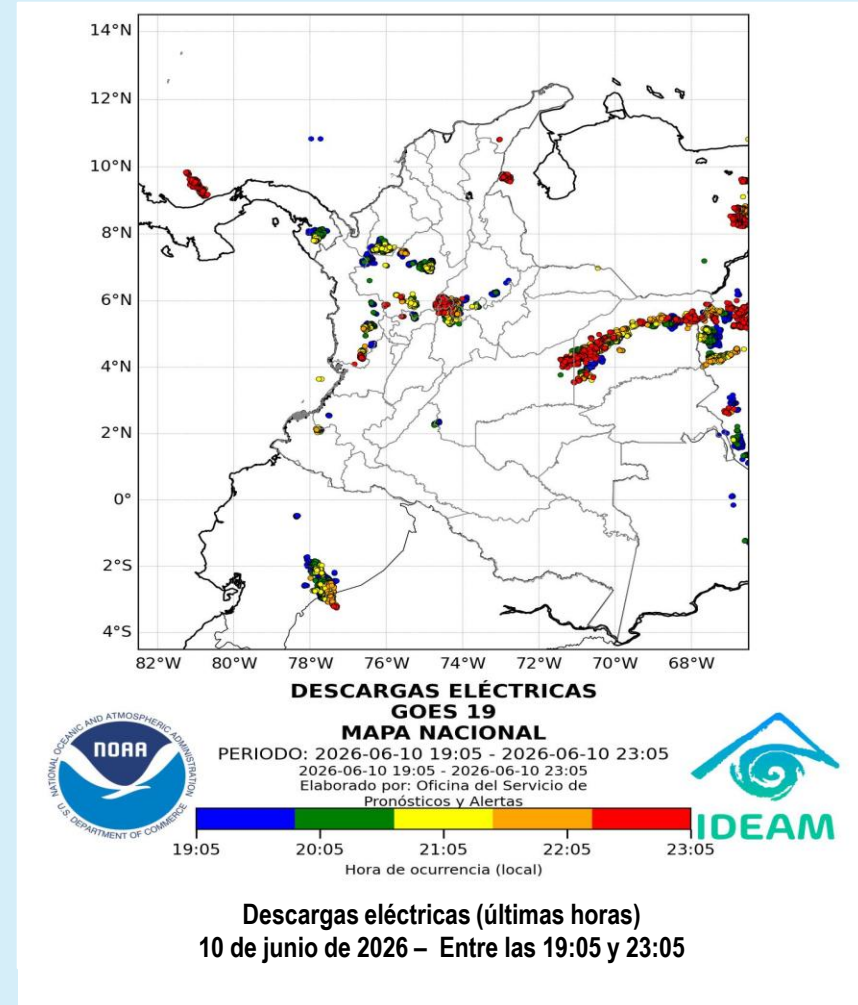 14°N
12°N
10°N
8°N
6°N
4°N
2°N
0°
2°S
4°S
82°W 80°W 78°W 76°W 74°W 72°W 70°W 68°W
DESCARGAS ELÉCTRICAS
GOES 19
MAPA NACIONAL
PERIODO: 2026-06-10 19:05 - 2026-06-10 23:05
2026-06-10 19:05 - 2026-06-10 23:05
Elaborado por: Oficina del Servicio de
Pronósticos y Alertas
NATIONAL OCEANIC AND ATMOSPHERIC ADMINISTRATION
NOAA
U.S. DEPARTMENT OF COMMERCE
IDEAM
19:05 20:05 21:05 22:05 23:05
Hora de ocurrencia (local)
Descargas eléctricas (últimas horas)
10 de junio de 2026 – Entre las 19:05 y 23:05